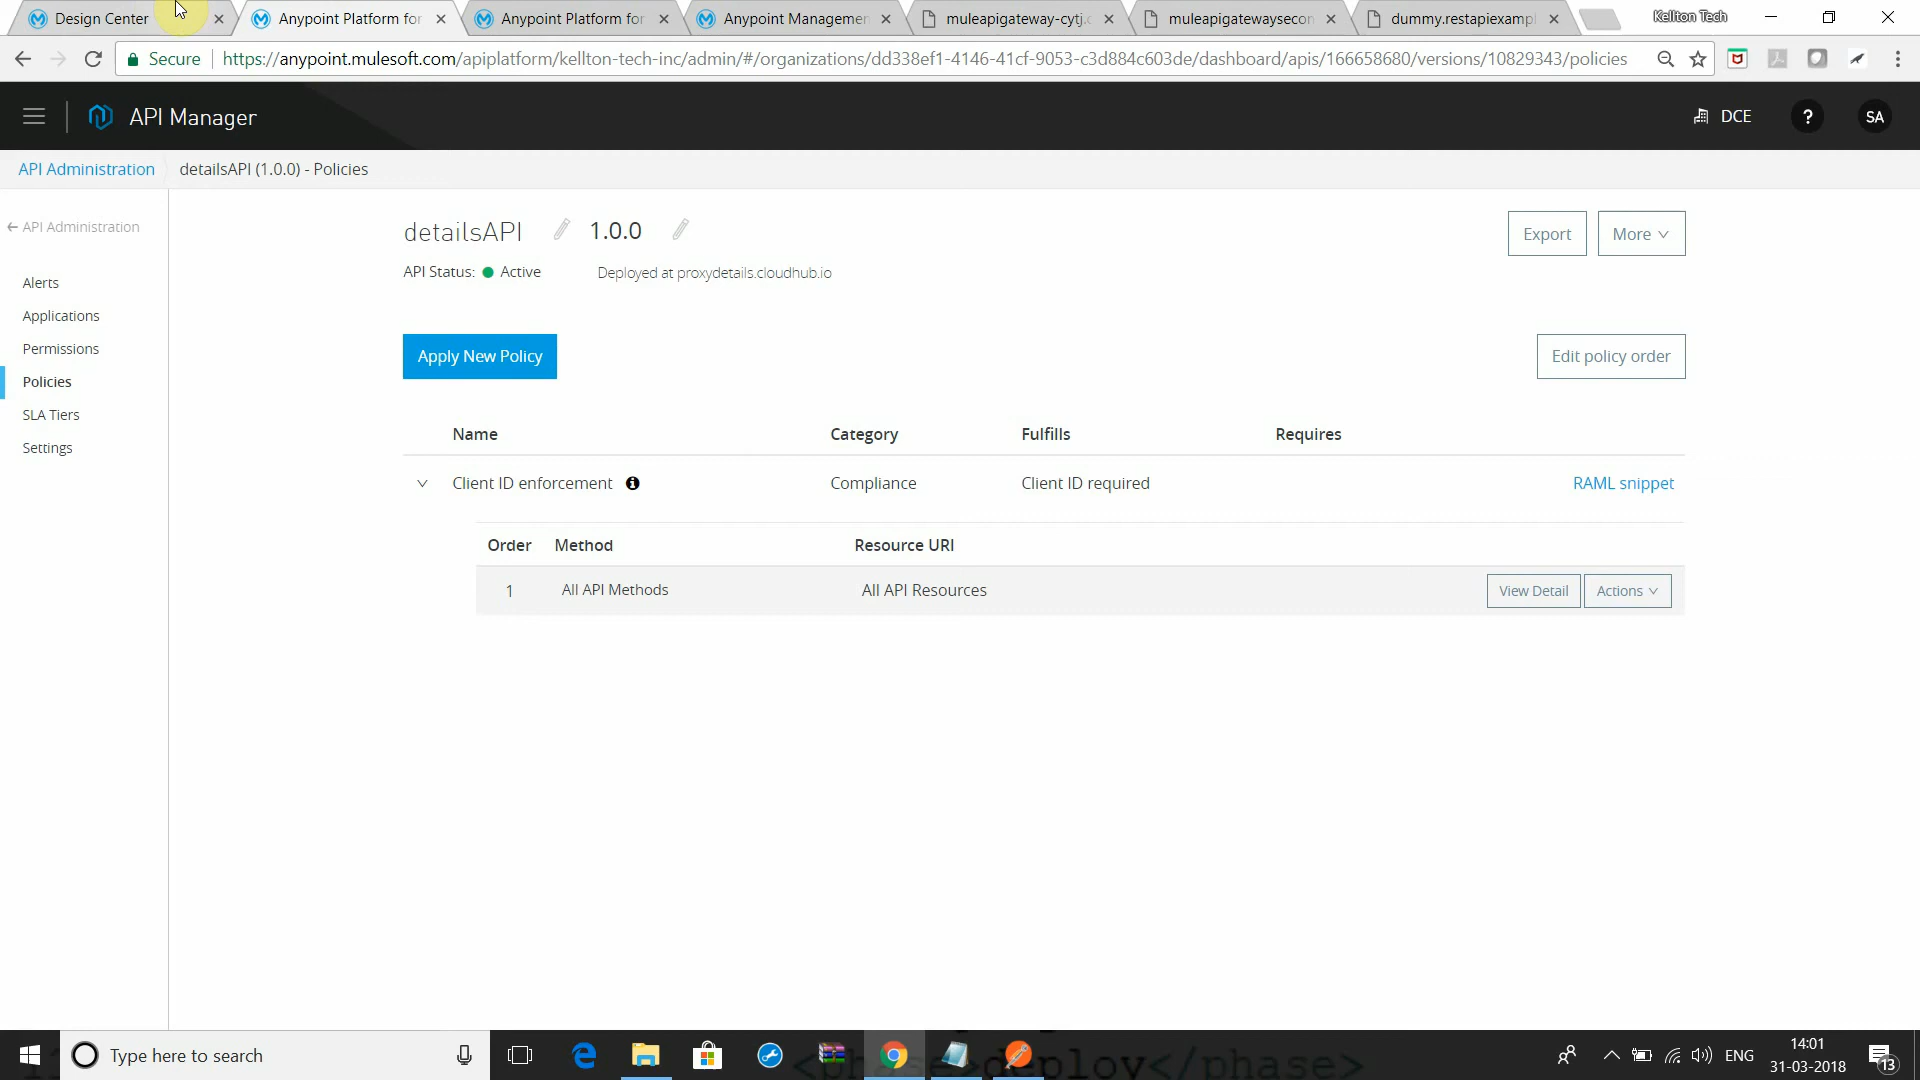 Design Center
Anypoint Platform for
Anypoint Platform for
Anypoint Managemen
muleapigateway-cytj.c
muleapigatewaysecon
dummy.restapiexampl
Kellton Tech
Secure
https://anypoint.mulesoft.com/apiplatform/kellton-tech-inc/admin/#/organizations/dd338ef1-4146-41cf-9053-c3d884c603de/dashboard/apis/166658680/versions/10829343/policies
API Manager
DCE
?
SA
API Administration
detailsAPI (1.0.0) - Policies
API Administration
Alerts
Applications
Permissions
Policies
SLA Tiers
Settings
detailsAPI
1.0.0
Export
More
API Status: Active
Deployed at proxydetails.cloudhub.io
Apply New Policy
Edit policy order
Name Category Fulfills Requires
Client ID enforcement Compliance Client ID required RAML snippet
Order Method Resource URI
1 All API Methods All API Resources View Detail Actions
Type here to search
<phase>deploy</phase>
ENG
14:01
31-03-2018
13